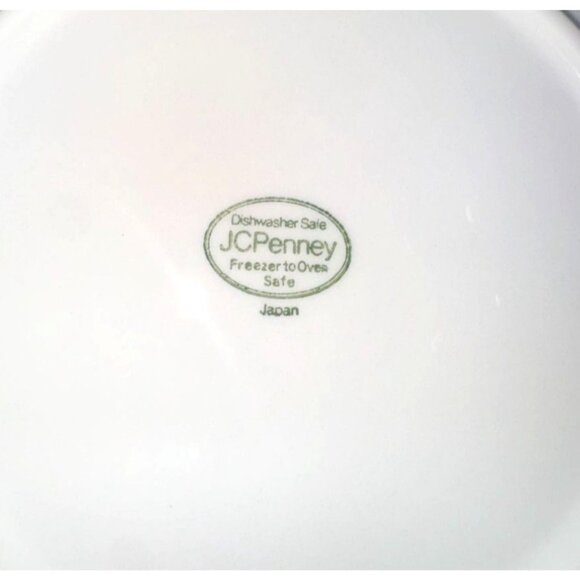 Dishwasher Safe
JCPenney
Freezer to Oven
Safe
Japan